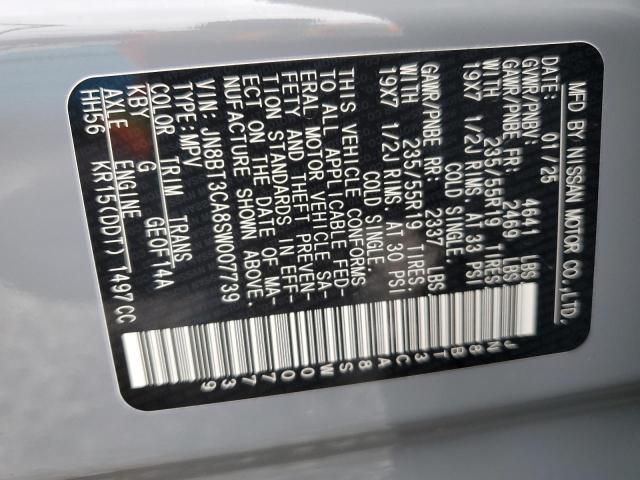 MFD BY NISSAN MOTOR CO.,LTD.
DATE: 01/25
GVWR/PNBV: 4641 LBS
GAWR/PNBE FR: 2469 LBS
WITH 235/55R19 TIRES,
19X7 1/2J RIMS, AT 33 PSI
COLD SINGLE
GAWR/PNBE RR: 2337 LBS
WITH 235/55R19 TIRES,
19X7 1/2J RIMS, AT 30 PSI
COLD SINGLE
THIS VEHICLE CONFORMS
TO ALL APPLICABLE FED-
ERAL MOTOR VEHICLE SA-
FETY AND THEFT PREVEN-
TION STANDARDS IN EFF-
ECT ON THE DATE OF MA-
NUFACTURE SHOWN ABOVE.
VIN: JN8BT3CA8SW007739
TYPE: MPV
COLOR TRIM TRANS
KBY G GE0F14A
AXLE ENGINE
HH56 KR15(DDT) 1497CC
JN8BT3CA8SW007739